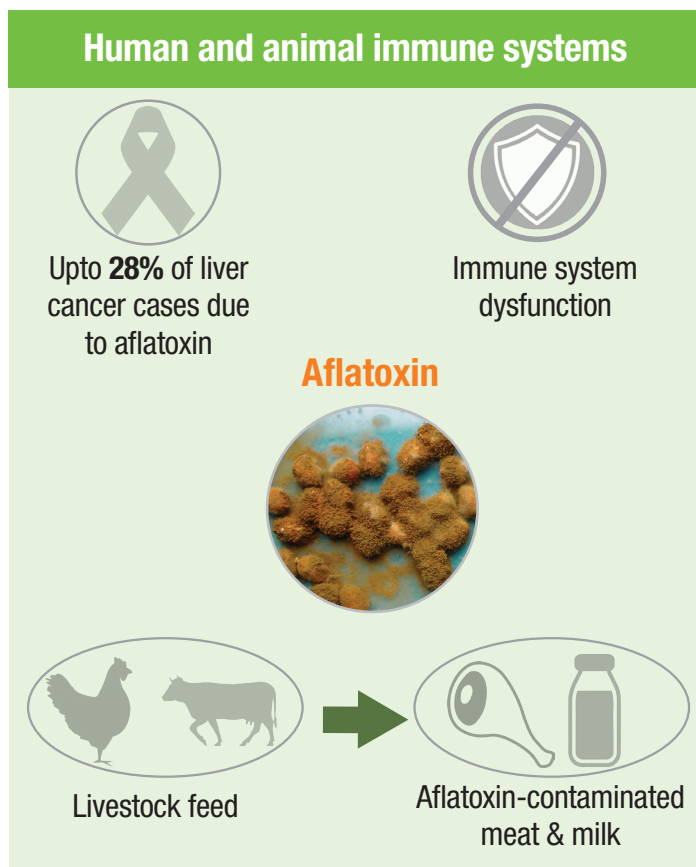 Human and animal immune systems
Upto 28% of liver
cancer cases due
to aflatoxin
Immune system
dysfunction
Aflatoxin
Livestock feed
Aflatoxin-contaminated
meat & milk